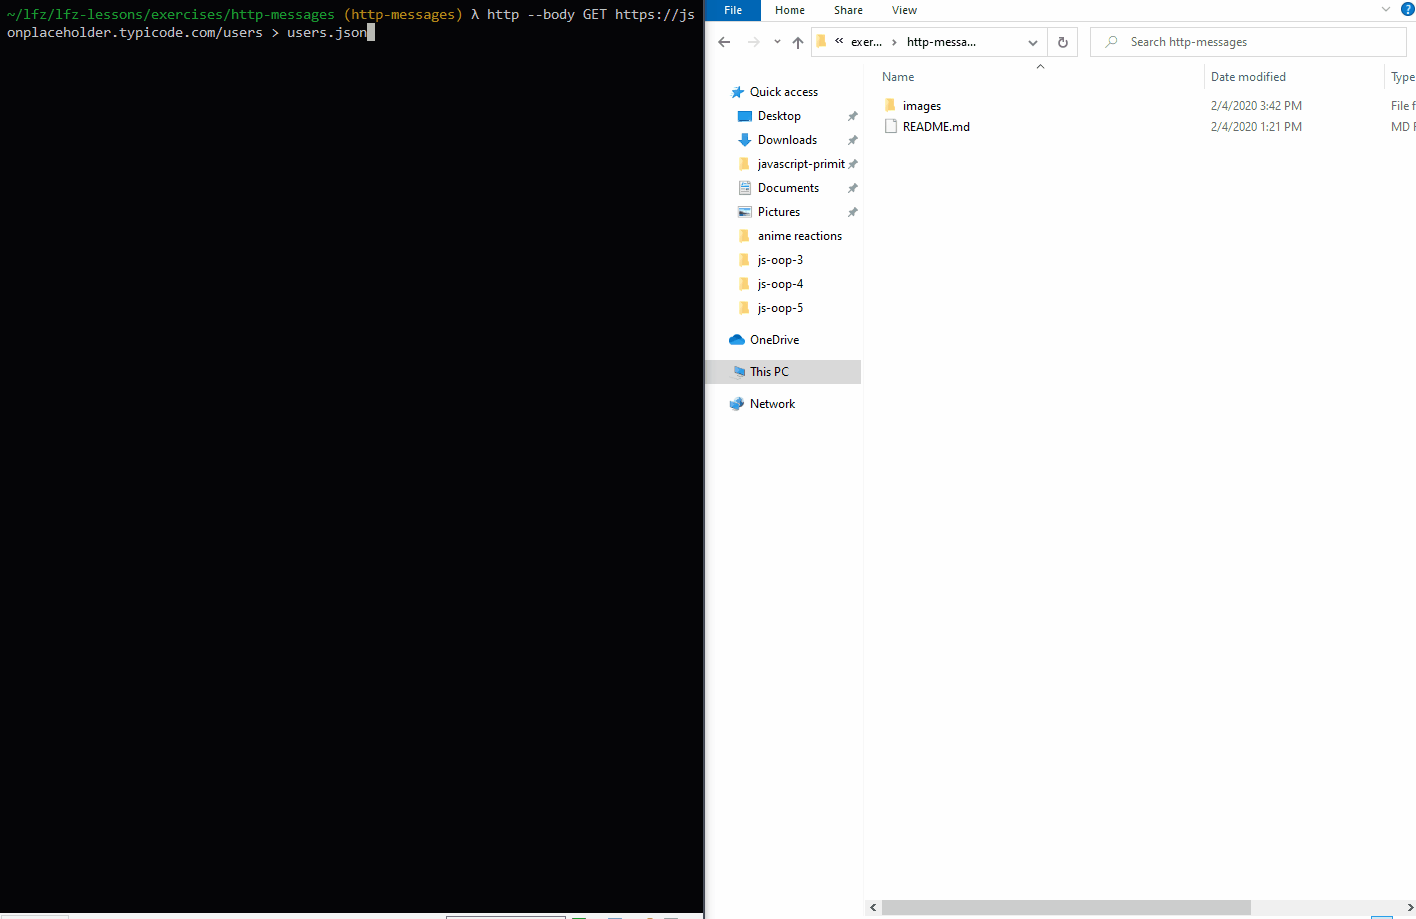 ~/lfz/lfz-lessons/exercises/http-messages (http-messages) λ http --body GET https://js
onplaceholder.typicode.com/users > users.json
File Home Share View
« exer... › http-messa...
Search http-messages
Name Date modified Type
Quick access
Desktop
Downloads
javascript-primit
Documents
Pictures
anime reactions
js-oop-3
js-oop-4
js-oop-5
OneDrive
This PC
Network
images 2/4/2020 3:42 PM File f
README.md 2/4/2020 1:21 PM MD F